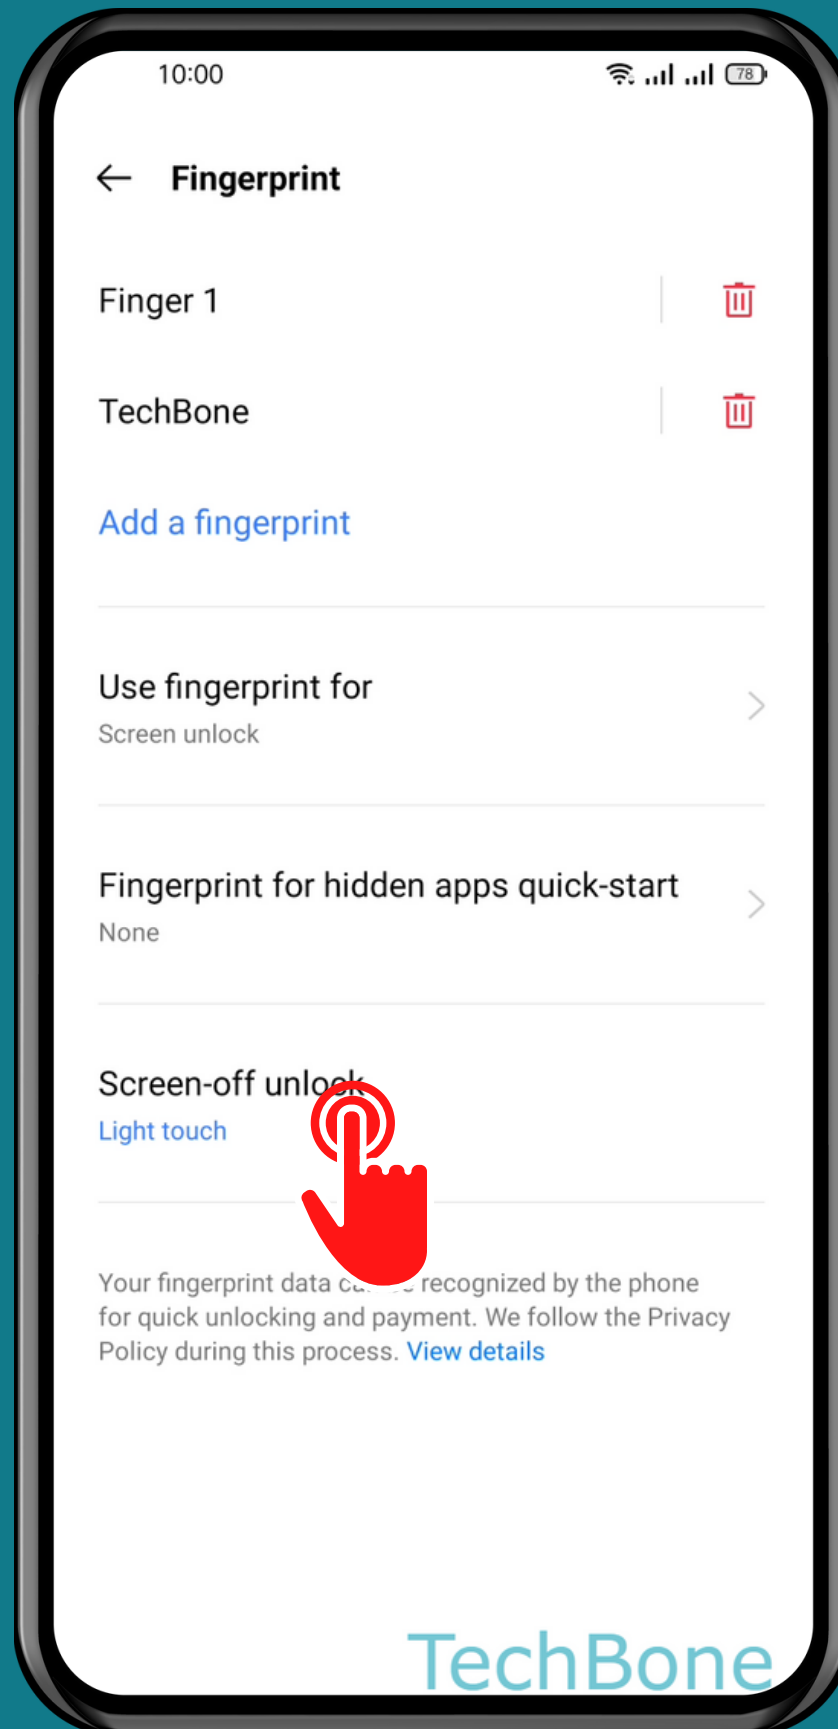 10:00
78
Fingerprint
Finger 1
TechBone
Add a fingerprint
Use fingerprint for
Screen unlock
Fingerprint for hidden apps quick-start
None
Screen-off unlock
Light touch
Your fingerprint data recognized by the phone
for quick unlocking and payment. We follow the Privacy
Policy during this process. View details
TechBone